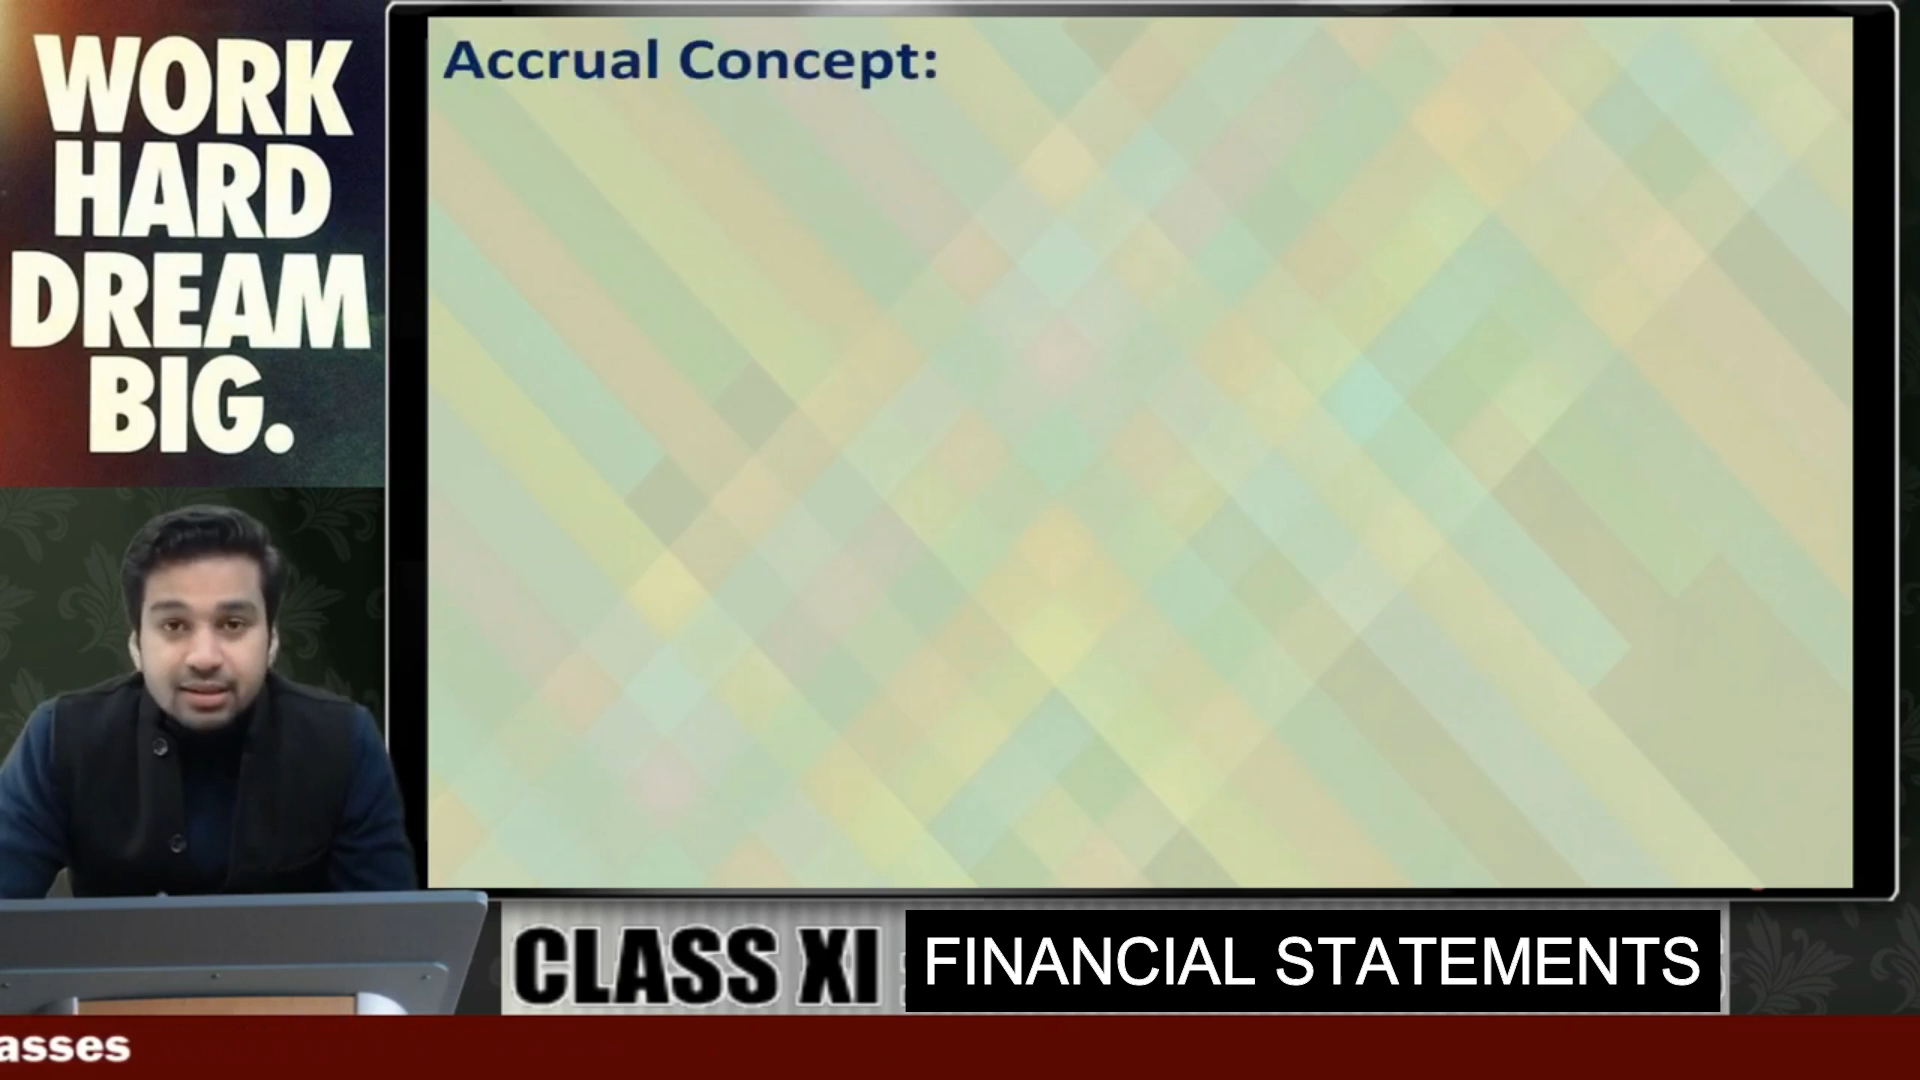 WORK
HARD
DREAM
BIG.
Accrual Concept:
CLASS XI
FINANCIAL STATEMENTS
asses